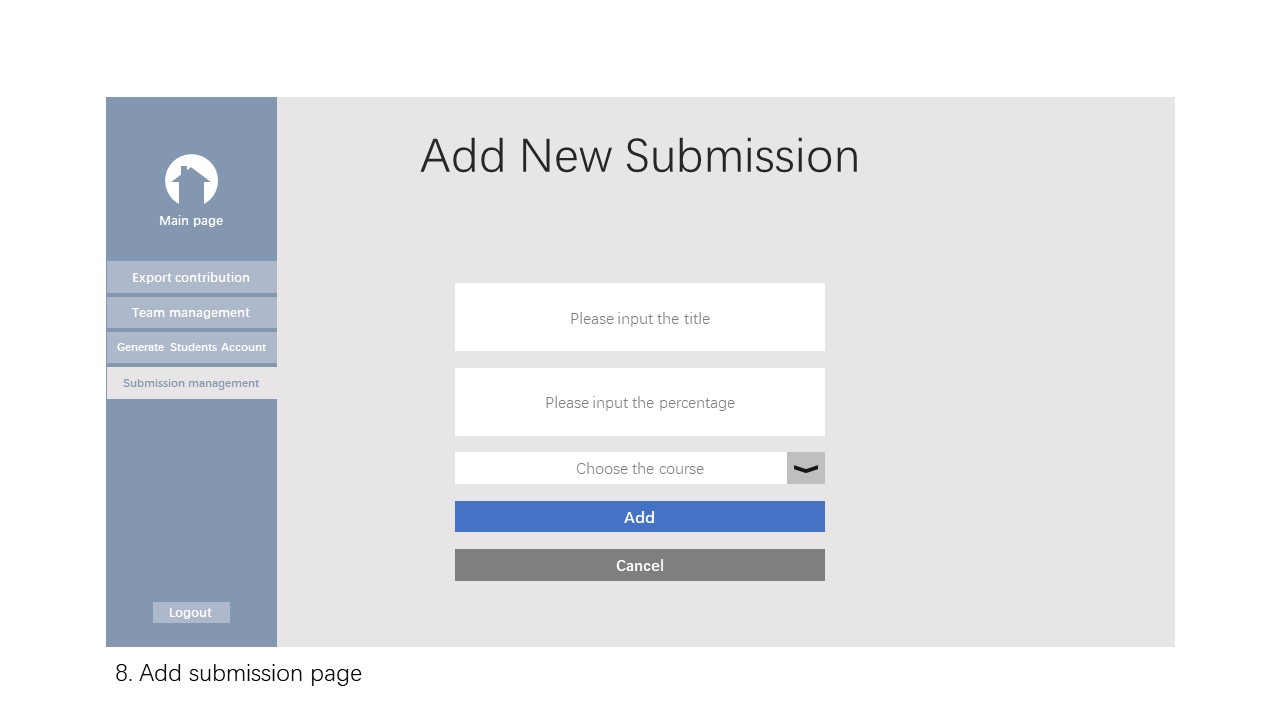 Add New Submission
Main page
Export contribution
Team management
Generate Students Account
Submission management
Logout
Please input the title
Please input the percentage
Choose the course
Add
Cancel
8. Add submission page